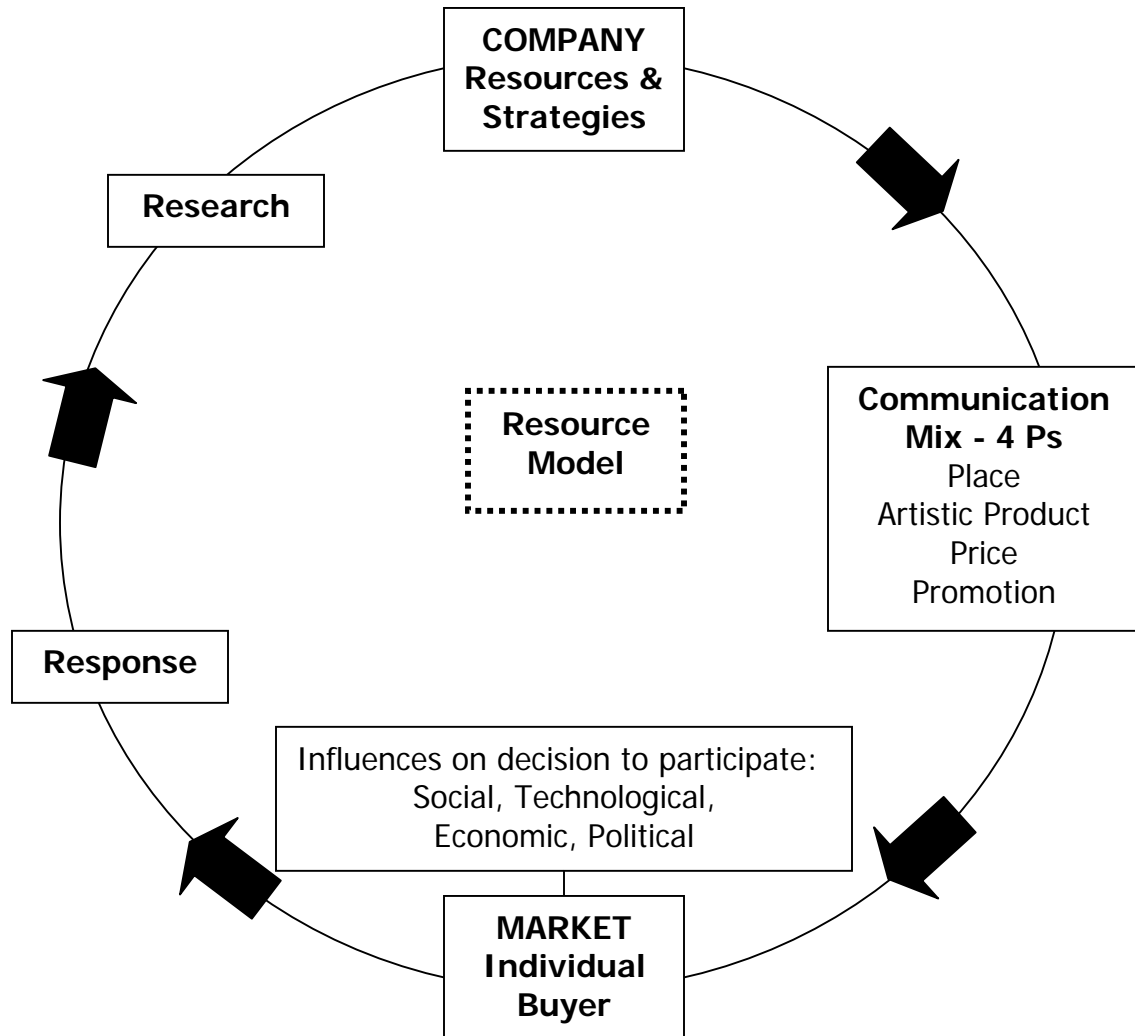 COMPANY
Resources &
Strategies
Research
Resource
Model
Communication
Mix - 4 Ps
Place
Artistic Product
Price
Promotion
Response
Influences on decision to participate:
Social, Technological,
Economic, Political
MARKET
Individual
Buyer